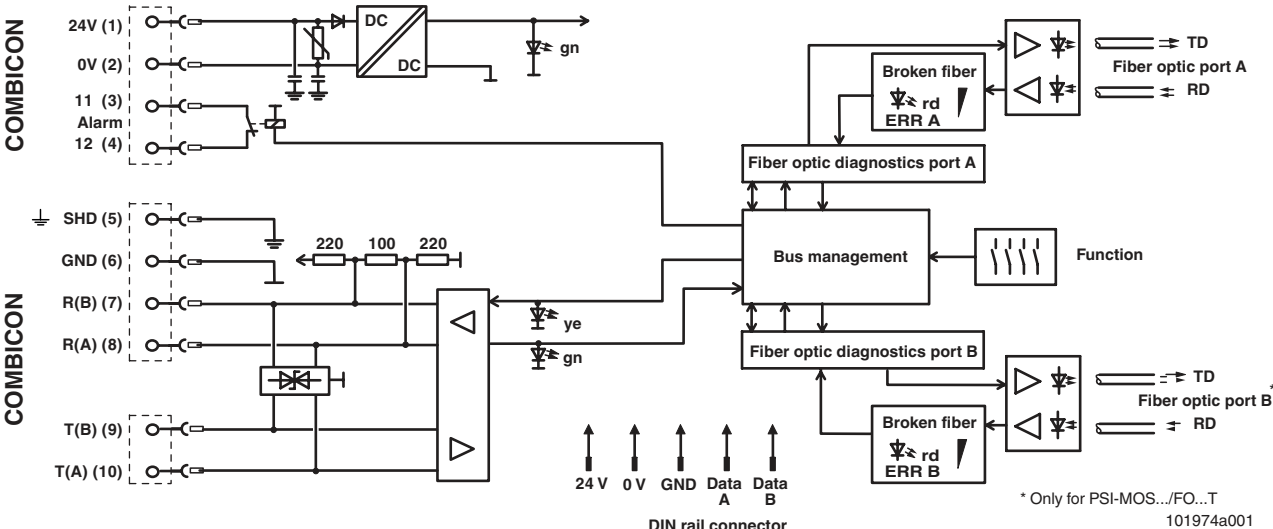 COMBICON
24V (1)
0V (2)
11 (3)
Alarm
12 (4)
DC
DC
gn
Broken fiber
rd
ERR A
TD
Fiber optic port A
RD
Fiber optic diagnostics port A
COMBICON
SHD (5)
GND (6)
R(B) (7)
R(A) (8)
T(B) (9)
T(A) (10)
220 100 220
ye
gn
Bus management
Function
Fiber optic diagnostics port B
Broken fiber
rd
ERR B
TD
Fiber optic port B*
RD
24 V 0 V GND Data A Data B
DIN rail connector
* Only for PSI-MOS.../FO...T
101974a001